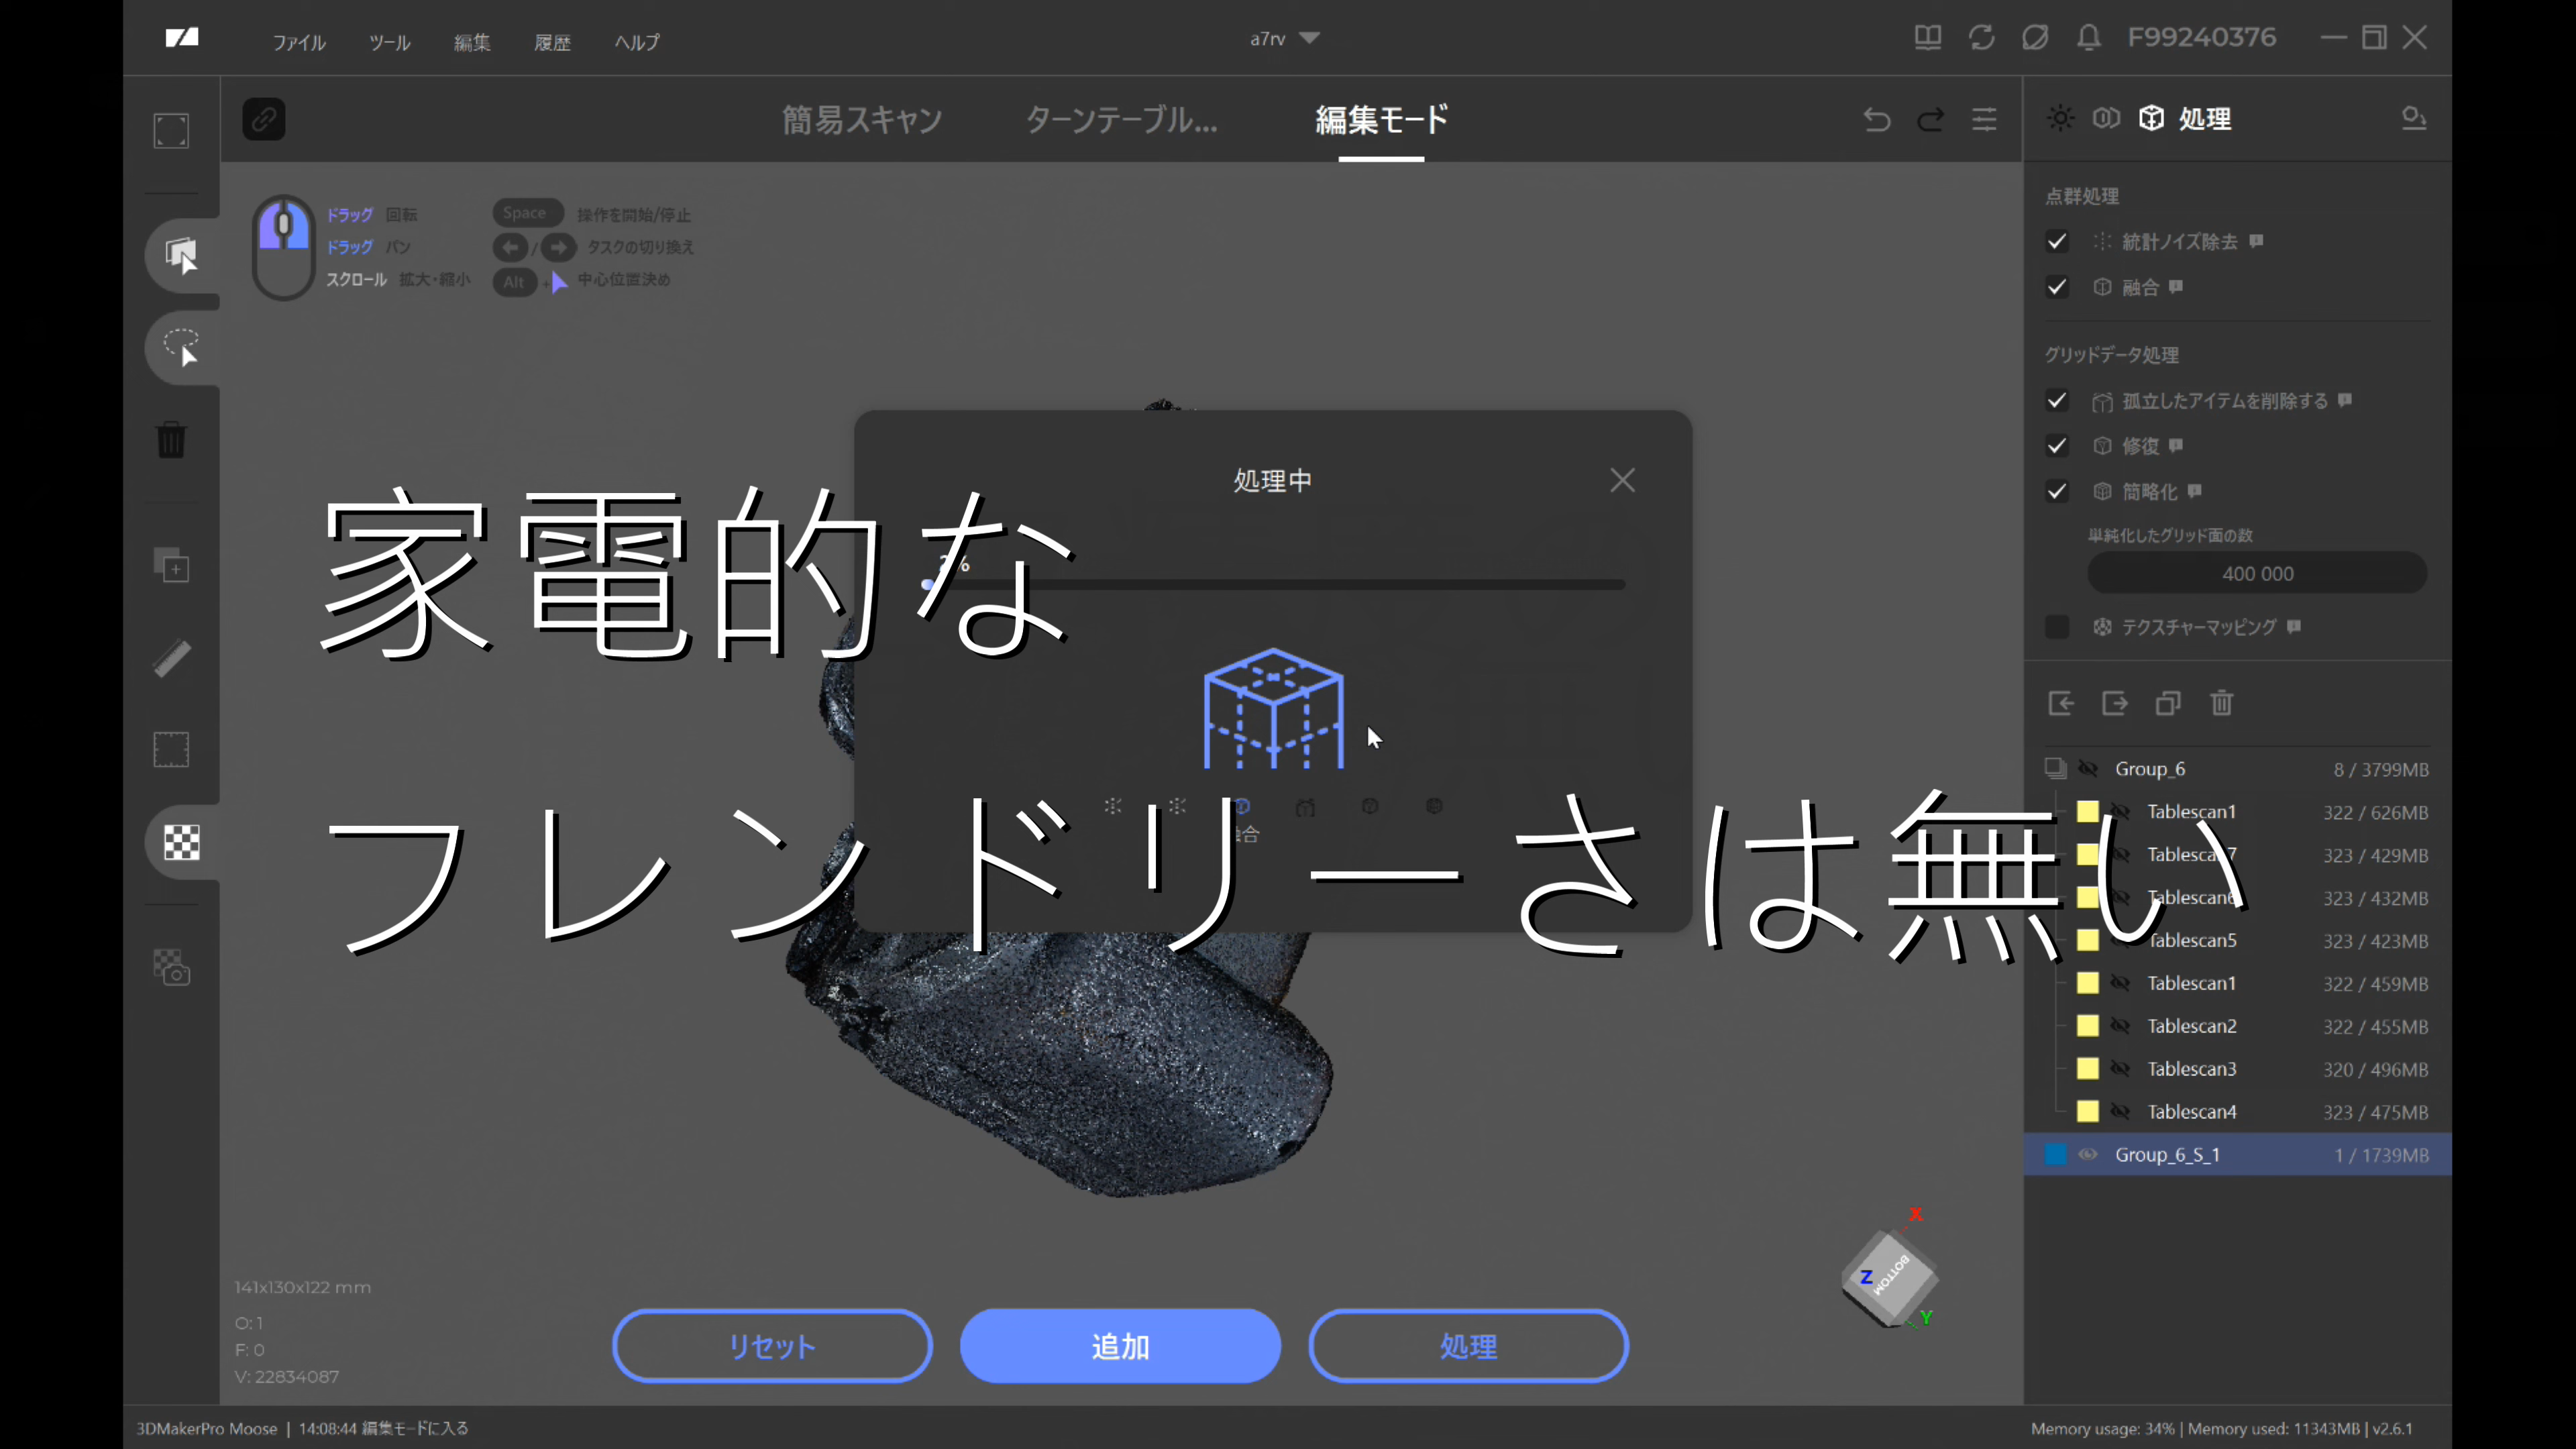 ファイル ツール 編集 履歴 ヘルプ a7rv F99240376
簡易スキャン ターンテーブル... 編集モード 処理
ドラッグ 回転 Space 操作を開始/停止
ドラッグ パン / タスクの切り換え
スクロール 拡大・縮小 Alt + 中心位置決め
点群処理
統計ノイズ除去
融合
グリッドデータ処理
孤立したアイテムを削除する
修復
簡略化
単純化したグリッド面の数
400 000
テクスチャーマッピング
処理中
2%
家電的な
フレンドリーさは無い
Group_6 8 / 3799MB
Tablescan1 322 / 626MB
Tablescan7 323 / 429MB
Tablescan6 323 / 432MB
Tablescan5 323 / 423MB
Tablescan1 322 / 459MB
Tablescan2 322 / 455MB
Tablescan3 320 / 496MB
Tablescan4 323 / 475MB
Group_6_S_1 1 / 1739MB
X
Z BOTTOM
Y
141x130x122 mm
O: 1
F: 0
V: 22834087
リセット 追加 処理
3DMakerPro Moose | 14:08:44 編集モードに入る
Memory usage: 34% | Memory used: 11343MB | v2.6.1